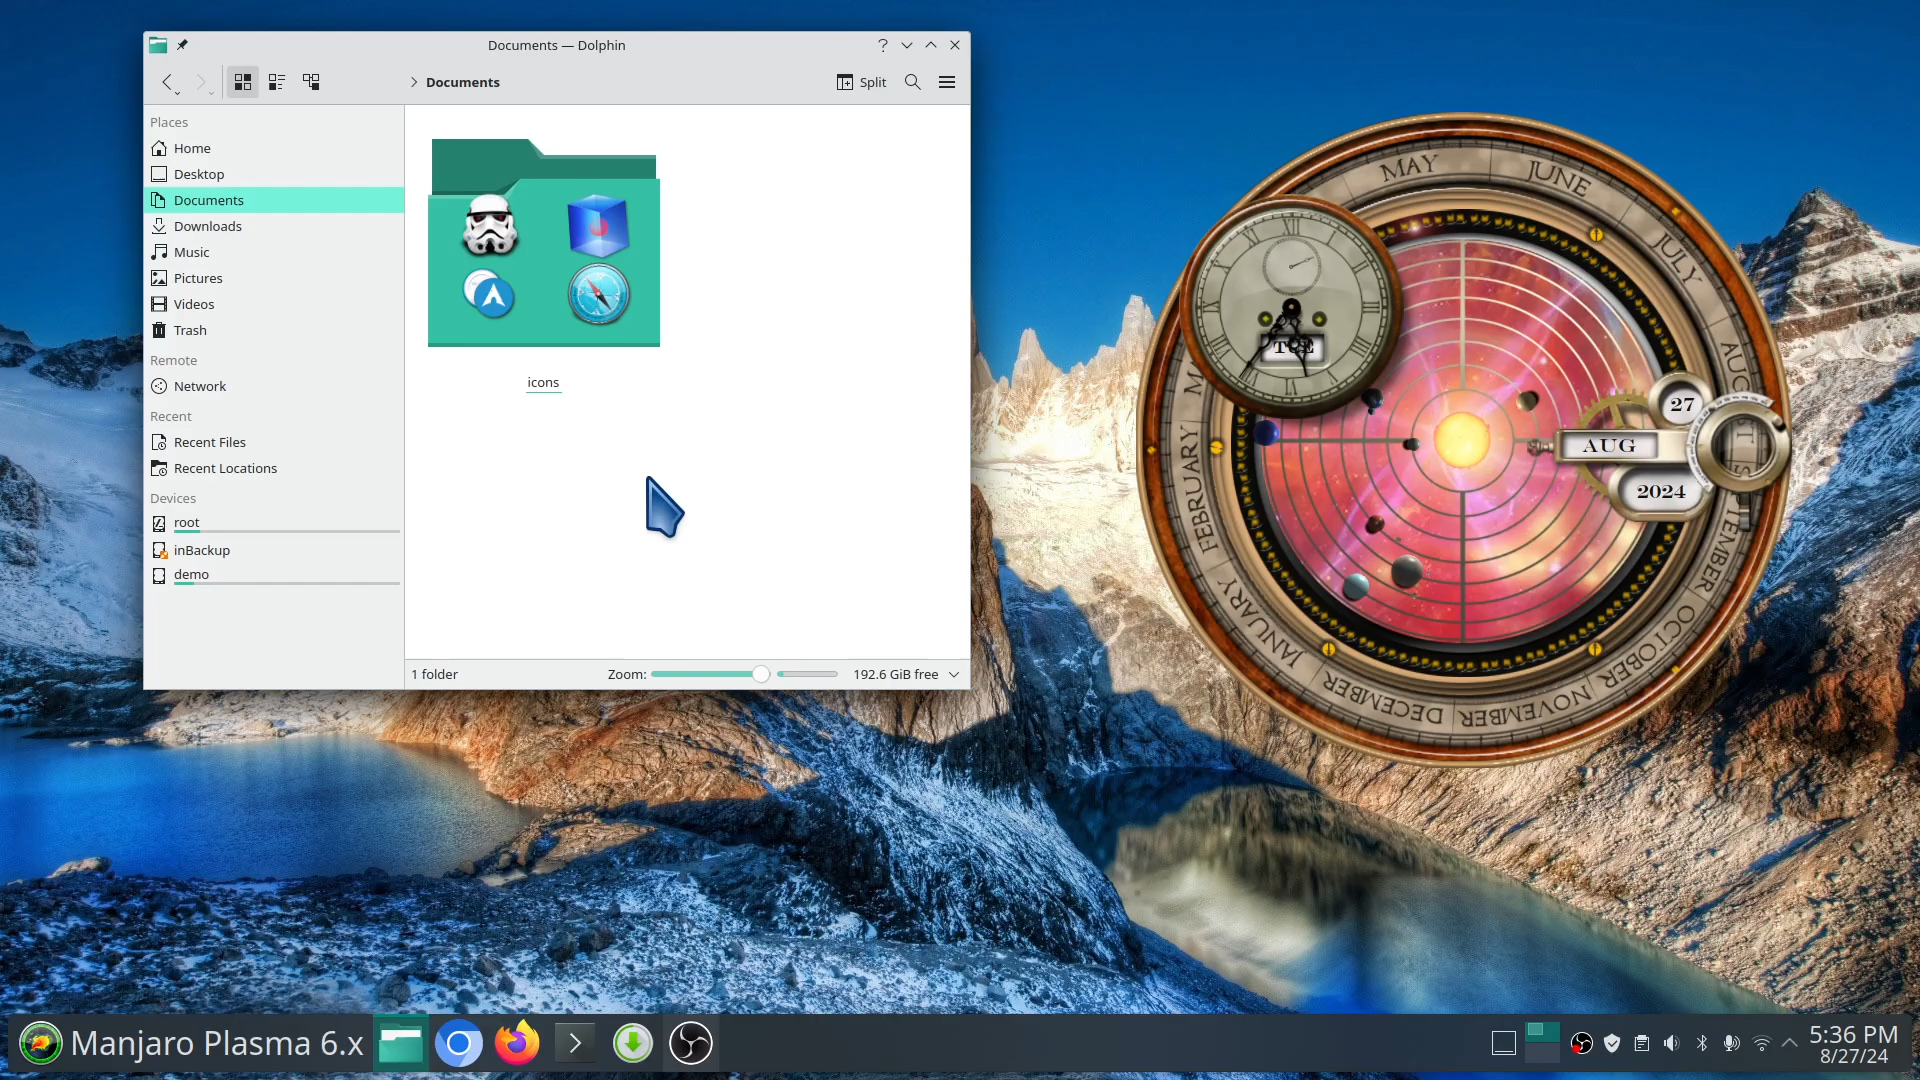 Documents — Dolphin
Documents
Split
Places
Home
Desktop
Documents
Downloads
Music
Pictures
Videos
Trash
Remote
Network
Recent
Recent Files
Recent Locations
Devices
root
inBackup
demo
icons
1 folder
Zoom:
192.6 GiB free
MAY
JUNE
JULY
AUGUST
OCTOBER
NOVEMBER
DECEMBER
JANUARY
FEBRUARY
TUE
27
AUG
2024
Manjaro Plasma 6.x
5:36 PM
8/27/24